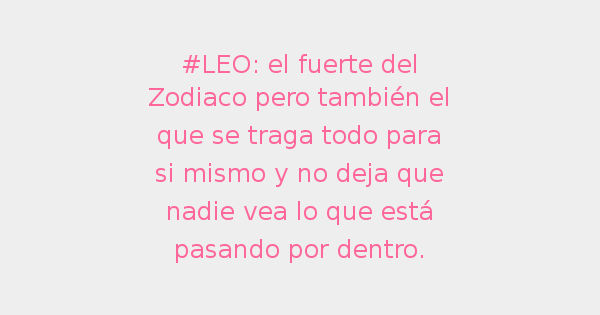 #LEO: el fuerte del
Zodiaco pero también el
que se traga todo para
si mismo y no deja que
nadie vea lo que está
pasando por dentro.